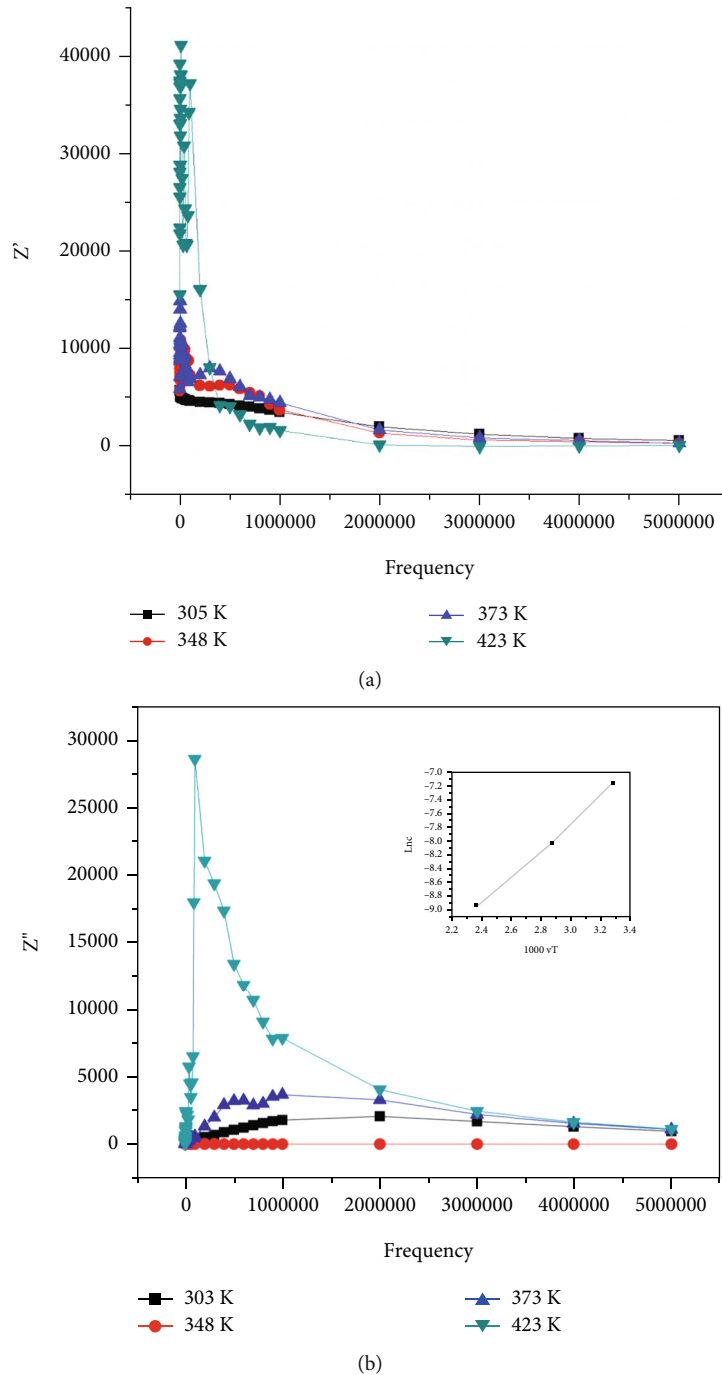 40000
30000
20000
10000
0
Z'
0 1000000 2000000 3000000 4000000 5000000
Frequency
305 K 373 K
348 K 423 K
(a)
30000
25000
20000
15000
10000
5000
0
Z"
−7.0
−7.2
−7.4
−7.6
−7.8
−8.0
−8.2
−8.4
−8.6
−8.8
−9.0
Lnc
2.2 2.4 2.6 2.8 3.0 3.2 3.4
1000 vT
0 1000000 2000000 3000000 4000000 5000000
Frequency
303 K 373 K
348 K 423 K
(b)